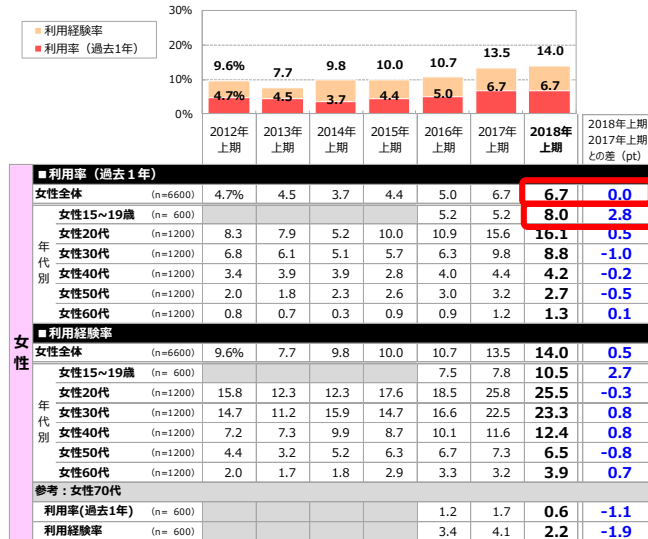 30%
20%
10%
0%
利用経験率
利用率（過去1年）
9.6% 7.7 9.8 10.0 10.7 13.5 14.0
4.7% 4.5 3.7 4.4 5.0 6.7 6.7
2012年上期 2013年上期 2014年上期 2015年上期 2016年上期 2017年上期 2018年上期 2018年上期2017年上期との差（pt）
女性
■利用率（過去1年）
女性全体 (n=6600) 4.7% 4.5 3.7 4.4 5.0 6.7 6.7 0.0
年代別
女性15~19歳 (n= 600) 5.2 5.2 8.0 2.8
女性20代 (n=1200) 8.3 7.9 5.2 10.0 10.9 15.6 16.1 0.5
女性30代 (n=1200) 6.8 6.1 5.1 5.7 6.3 9.8 8.8 -1.0
女性40代 (n=1200) 3.4 3.9 3.9 2.8 4.0 4.4 4.2 -0.2
女性50代 (n=1200) 2.0 1.8 2.3 2.6 3.0 3.2 2.7 -0.5
女性60代 (n=1200) 0.8 0.7 0.3 0.9 0.9 1.2 1.3 0.1
■利用経験率
女性全体 (n=6600) 9.6% 7.7 9.8 10.0 10.7 13.5 14.0 0.5
年代別
女性15~19歳 (n= 600) 7.5 7.8 10.5 2.7
女性20代 (n=1200) 15.8 12.3 12.3 17.6 18.5 25.8 25.5 -0.3
女性30代 (n=1200) 14.7 11.2 15.9 14.7 16.6 22.5 23.3 0.8
女性40代 (n=1200) 7.2 7.3 9.9 8.7 10.1 11.6 12.4 0.8
女性50代 (n=1200) 4.4 3.2 5.2 6.3 6.7 7.3 6.5 -0.8
女性60代 (n=1200) 2.0 1.7 1.8 2.9 3.3 3.2 3.9 0.7
参考：女性70代
利用率(過去1年) (n= 600) 1.2 1.7 0.6 -1.1
利用経験率 (n= 600) 3.4 4.1 2.2 -1.9